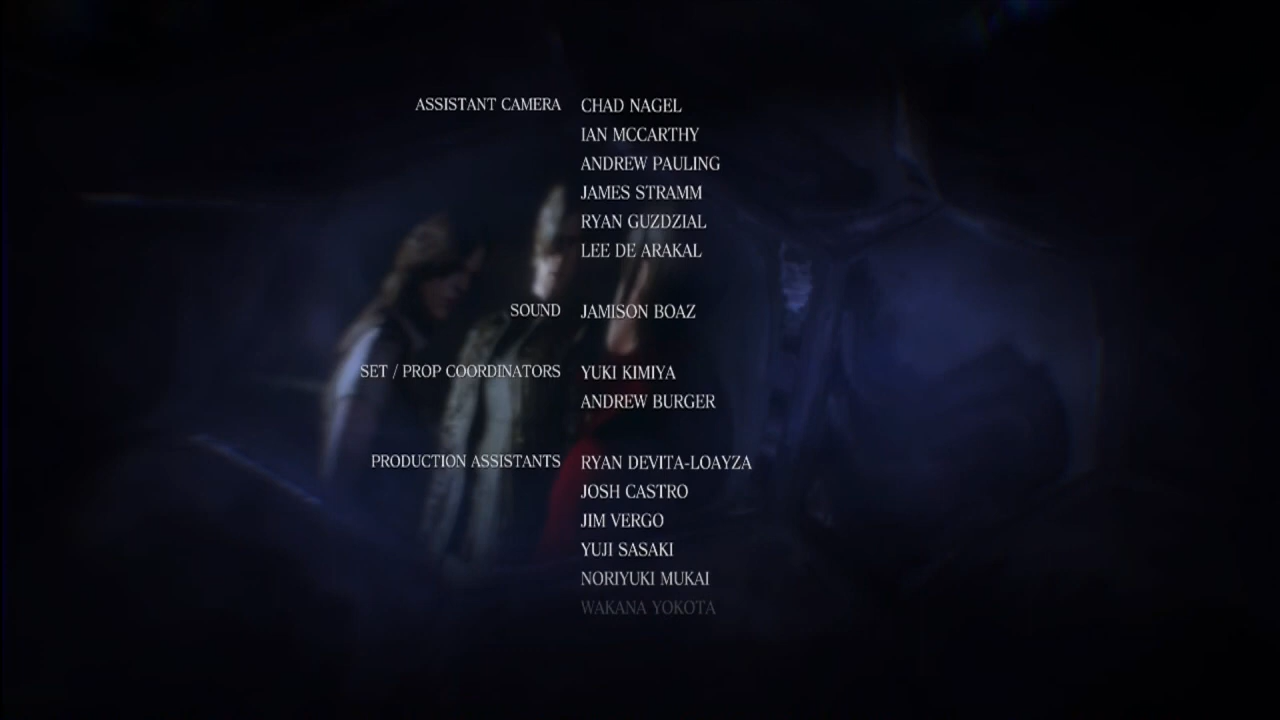 ASSISTANT CAMERA CHAD NAGEL
IAN MCCARTHY
ANDREW PAULING
JAMES STRAMM
RYAN GUZDZIAL
LEE DE ARAKAL
SOUND JAMISON BOAZ
SET / PROP COORDINATORS YUKI KIMIYA
ANDREW BURGER
PRODUCTION ASSISTANTS RYAN DEVITA-LOAYZA
JOSH CASTRO
JIM VERGO
YUJI SASAKI
NORIYUKI MUKAI
WAKANA YOKOTA